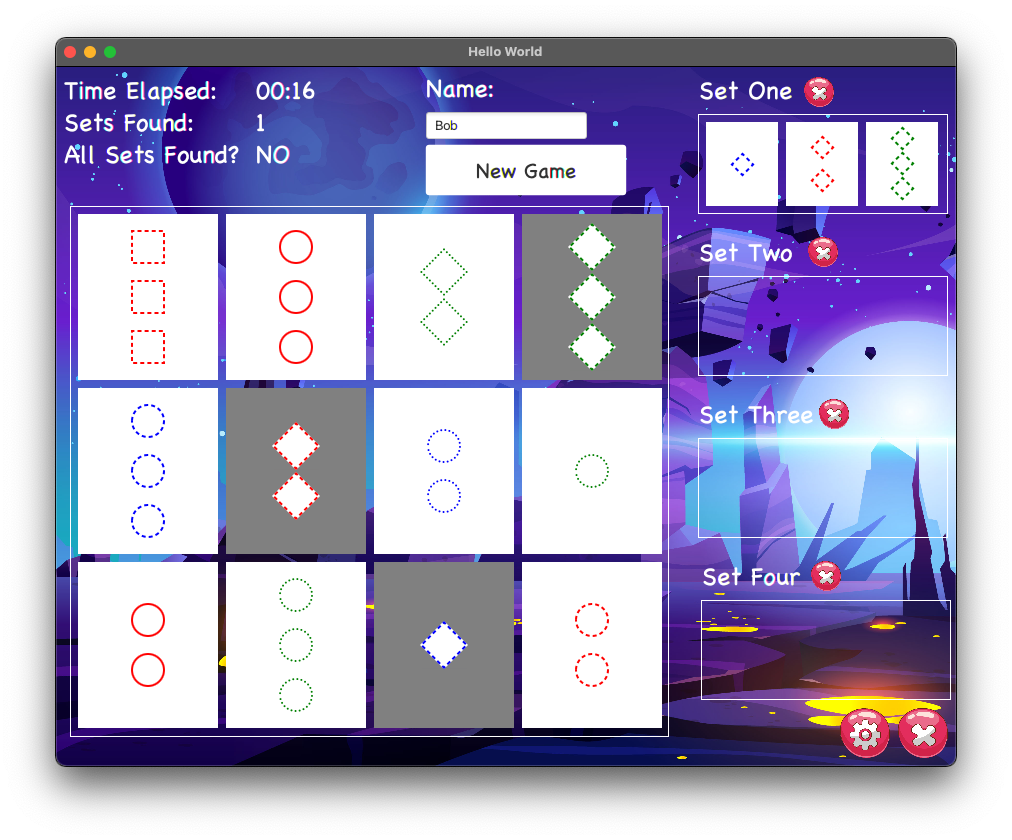 Hello World
Time Elapsed: 00:16
Sets Found: 1
All Sets Found? NO
Name:
Bob
New Game
Set One
Set Two
Set Three
Set Four